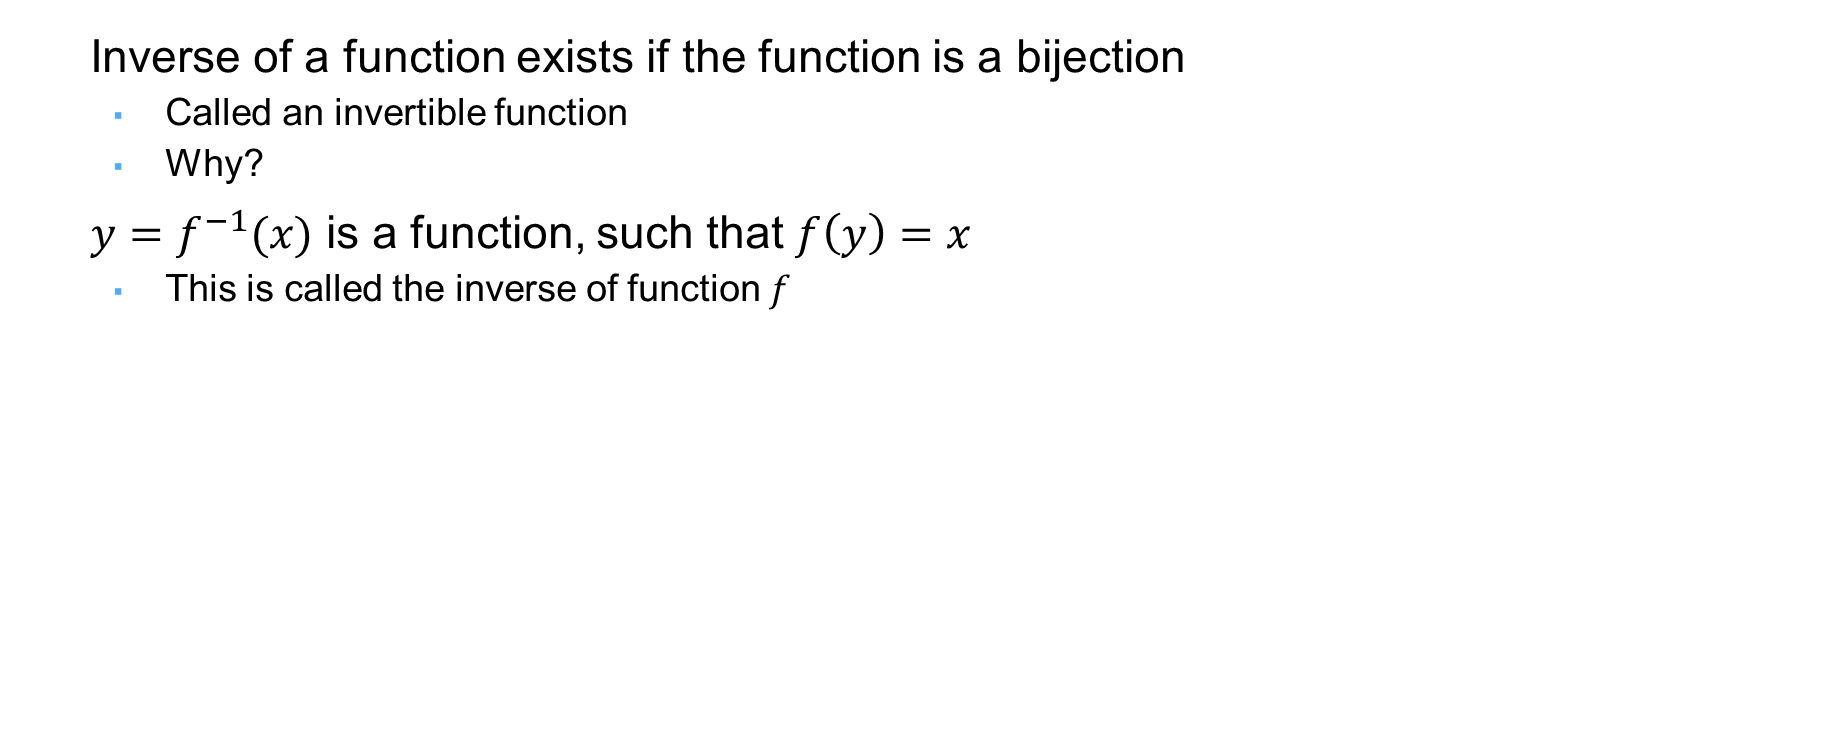 Inverse of a function exists if the function is a bijection
▪ Called an invertible function
▪ Why?
𝑦 = 𝑓⁻¹(𝑥) is a function, such that 𝑓(𝑦) = 𝑥
▪ This is called the inverse of function 𝑓